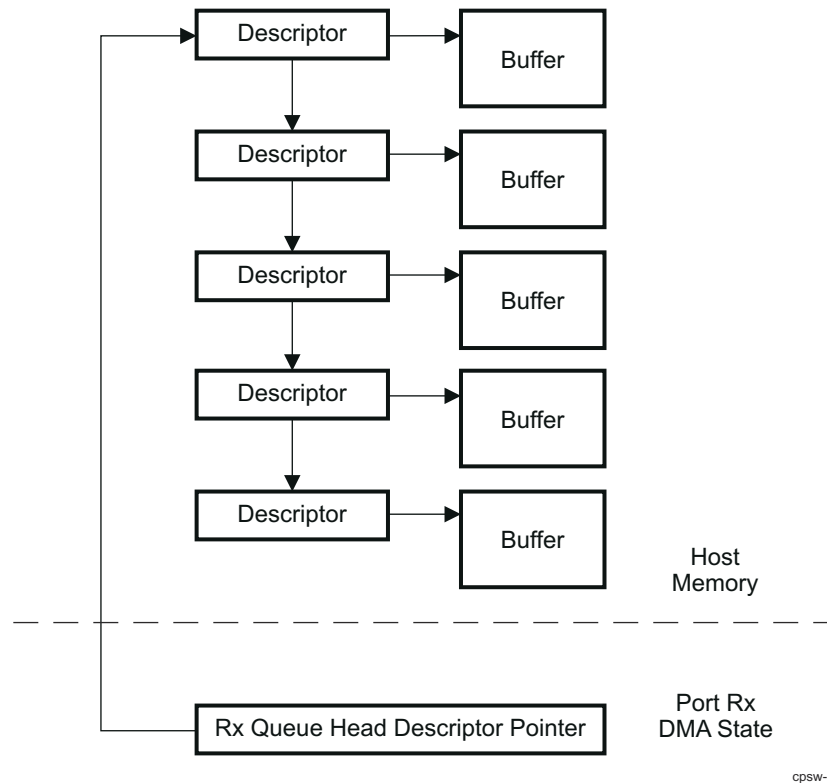 Descriptor
Buffer
Descriptor
Buffer
Descriptor
Buffer
Descriptor
Buffer
Descriptor
Buffer
Host
Memory
Port Rx
DMA State
Rx Queue Head Descriptor Pointer
cpsw-